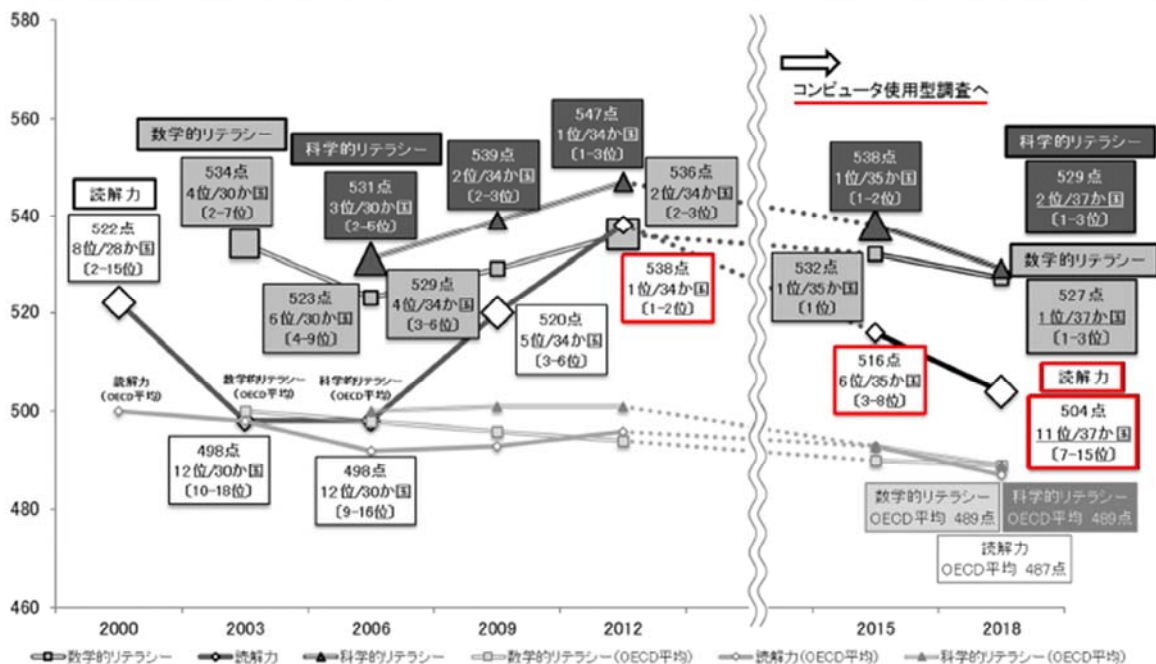 580
560
540
520
500
480
460
コンピュータ使用型調査へ
読解力
522点
8位/28か国
〔2-15位〕
数学的リテラシー
534点
4位/30か国
〔2-7位〕
498点
12位/30か国
〔10-18位〕
科学的リテラシー
531点
3位/30か国
〔2-5位〕
523点
6位/30か国
〔4-9位〕
498点
12位/30か国
〔9-16位〕
539点
2位/34か国
〔2-3位〕
529点
4位/34か国
〔3-6位〕
520点
5位/34か国
〔3-6位〕
547点
1位/34か国
〔1-3位〕
536点
2位/34か国
〔2-3位〕
538点
1位/34か国
〔1-2位〕
538点
1位/35か国
〔1-2位〕
532点
1位/35か国
〔1位〕
516点
6位/35か国
〔3-8位〕
科学的リテラシー
529点
2位/37か国
〔1-3位〕
数学的リテラシー
527点
1位/37か国
〔1-3位〕
読解力
504点
11位/37か国
〔7-15位〕
読解力
(OECD平均)
数学的リテラシー
(OECD平均)
科学的リテラシー
(OECD平均)
数学的リテラシー
OECD平均 489点
科学的リテラシー
OECD平均 489点
読解力
OECD平均 487点
2000 2003 2006 2009 2012 2015 2018
数学的リテラシー 読解力 科学的リテラシー 数学的リテラシー(OECD平均) 読解力(OECD平均) 科学的リテラシー(OECD平均)